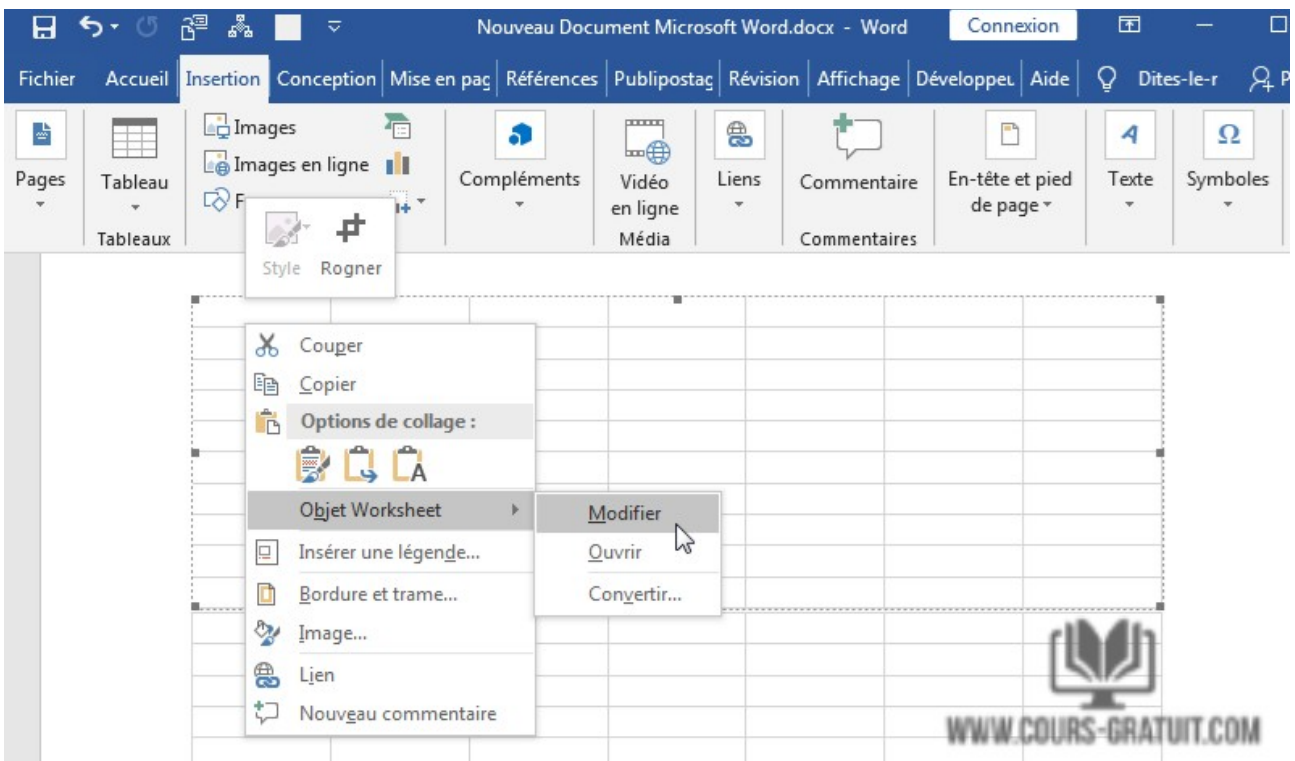 Nouveau Document Microsoft Word.docx - Word
Connexion
Fichier Accueil Insertion Conception Mise en pag Références Publipostag Révision Affichage Développeu Aide Dites-le-r P
Pages
Tableau
Tableaux
Images
Images en ligne
F
Style Rogner
Compléments
Vidéo
en ligne
Média
Liens
Commentaire
Commentaires
En-tête et pied
de page
A
Texte
Ω
Symboles
Couper
Copier
Options de collage :
A
Objet Worksheet
Modifier
Ouvrir
Convertir...
Insérer une légende...
Bordure et trame...
Image...
Lien
Nouveau commentaire
WWW.COURS-GRATUIT.COM